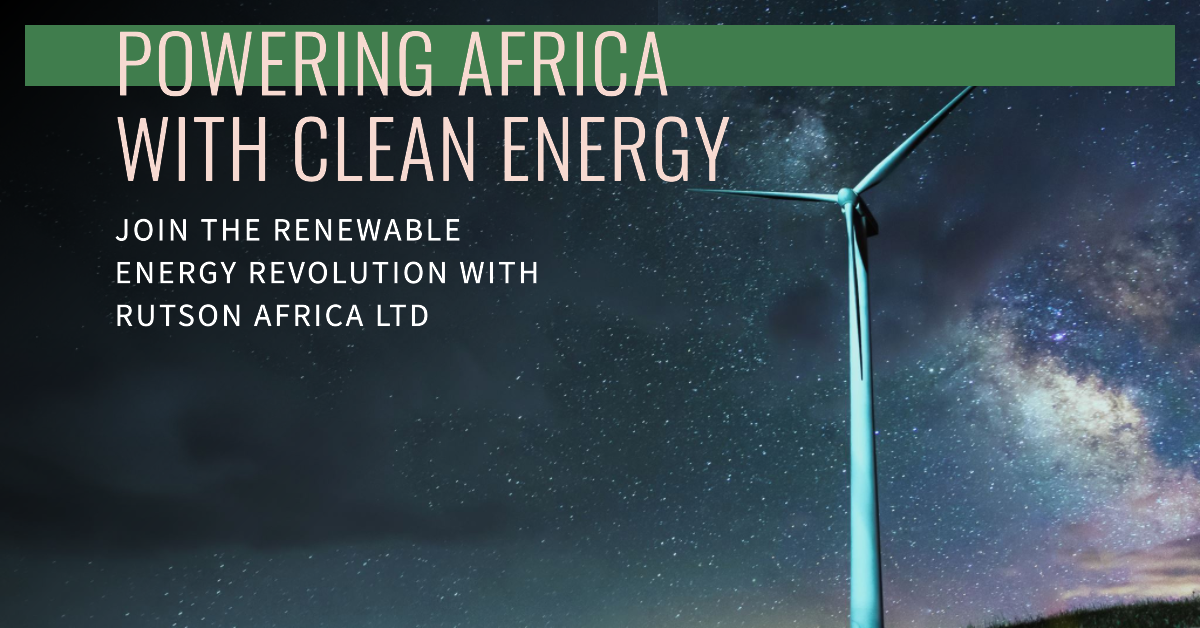 POWERING AFRICA
WITH CLEAN ENERGY
JOIN THE RENEWABLE
ENERGY REVOLUTION WITH
RUTSON AFRICA LTD